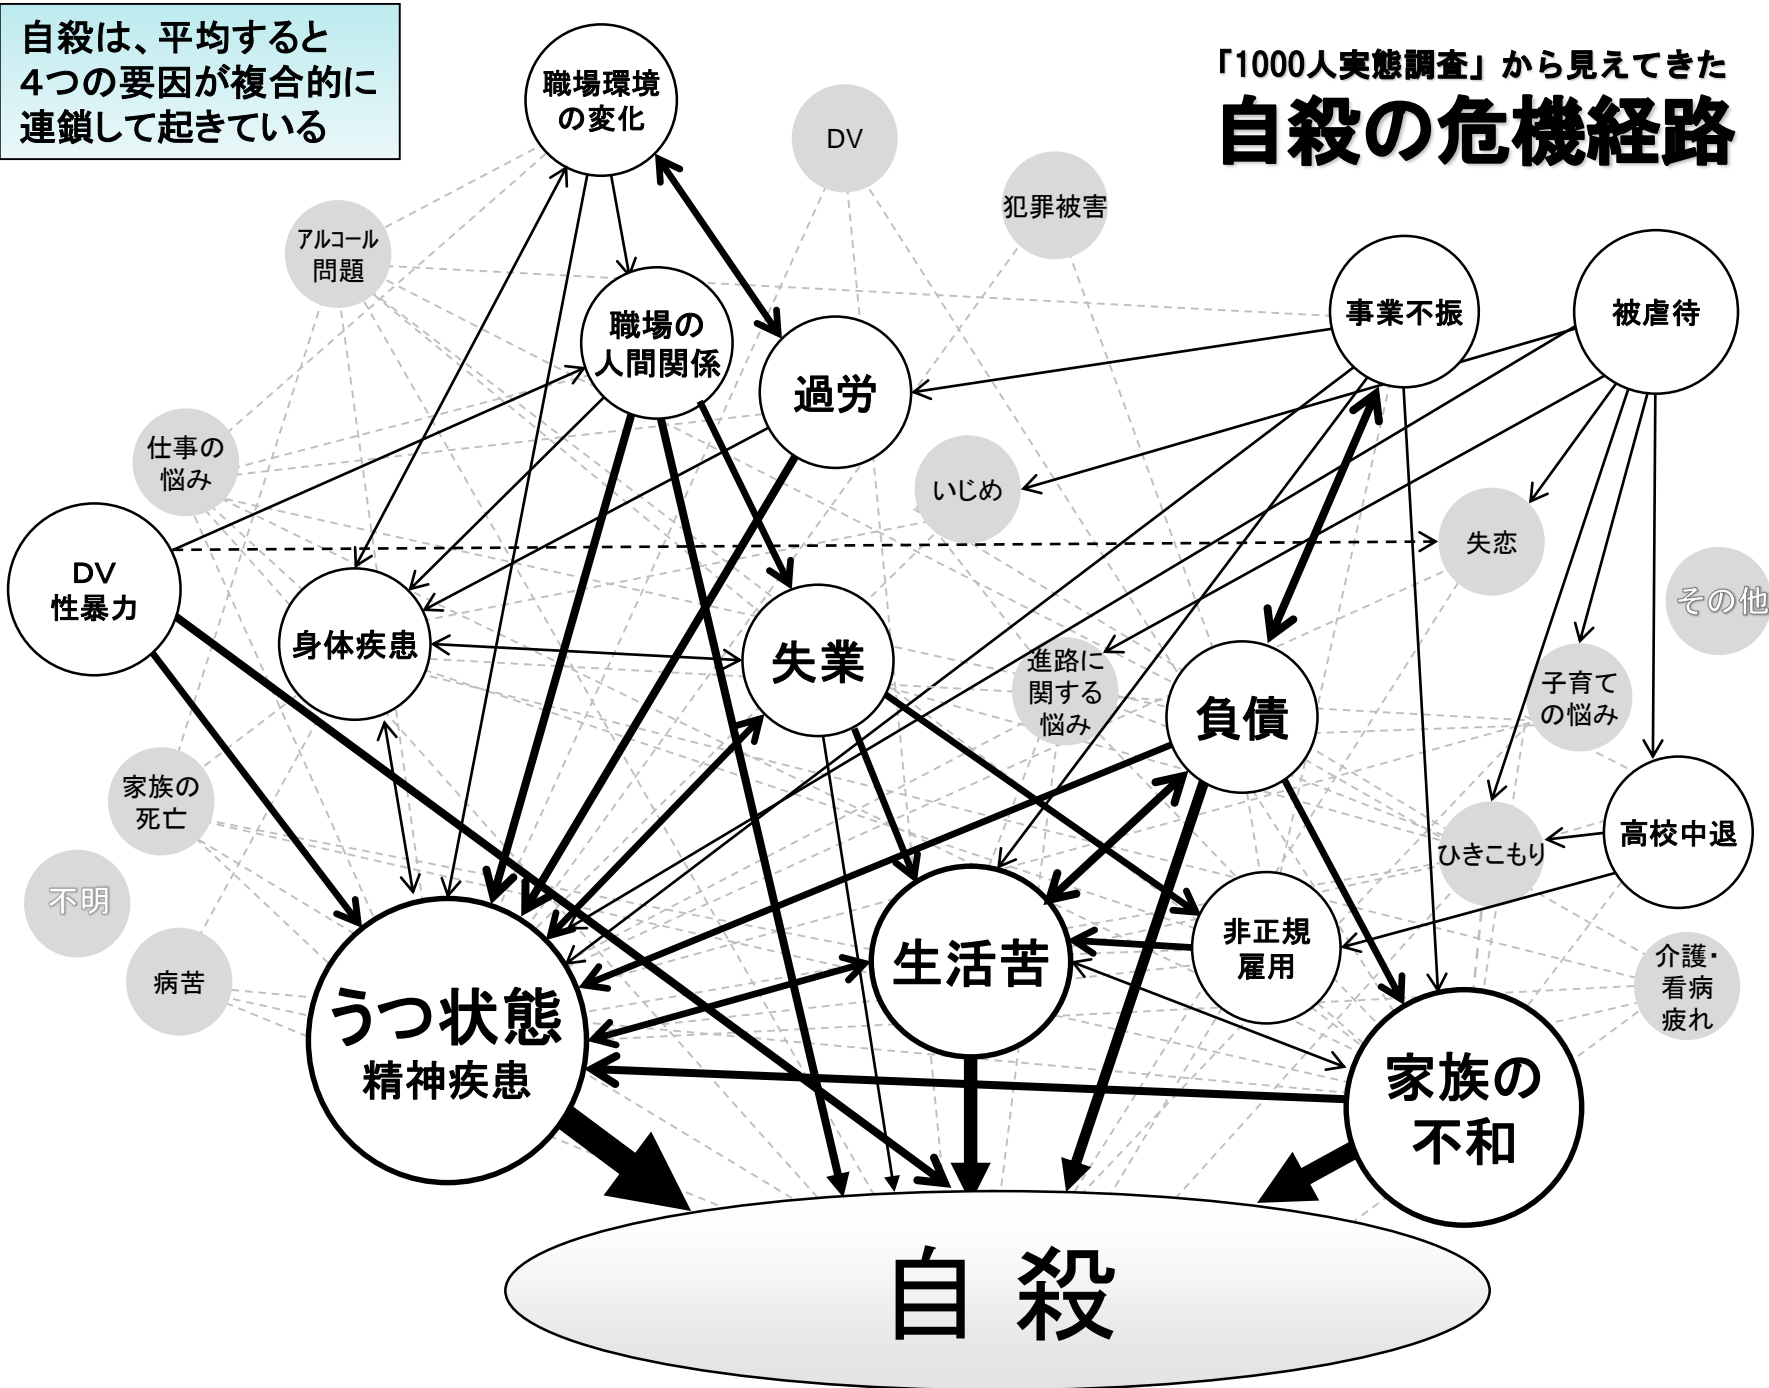 自殺は、平均すると
４つの要因が複合的に
連鎖して起きている
「1000人実態調査」から見えてきた
自殺の危機経路
職場環境
の変化
DV
犯罪被害
アルコール
問題
職場の
人間関係
過労
事業不振
被虐待
仕事の
悩み
いじめ
失恋
DV
性暴力
その他
身体疾患
失業
進路に
関する
悩み
負債
子育て
の悩み
家族の
死亡
高校中退
ひきこもり
不明
非正規
雇用
病苦
生活苦
介護・
看病
疲れ
うつ状態
精神疾患
家族の
不和
自 殺